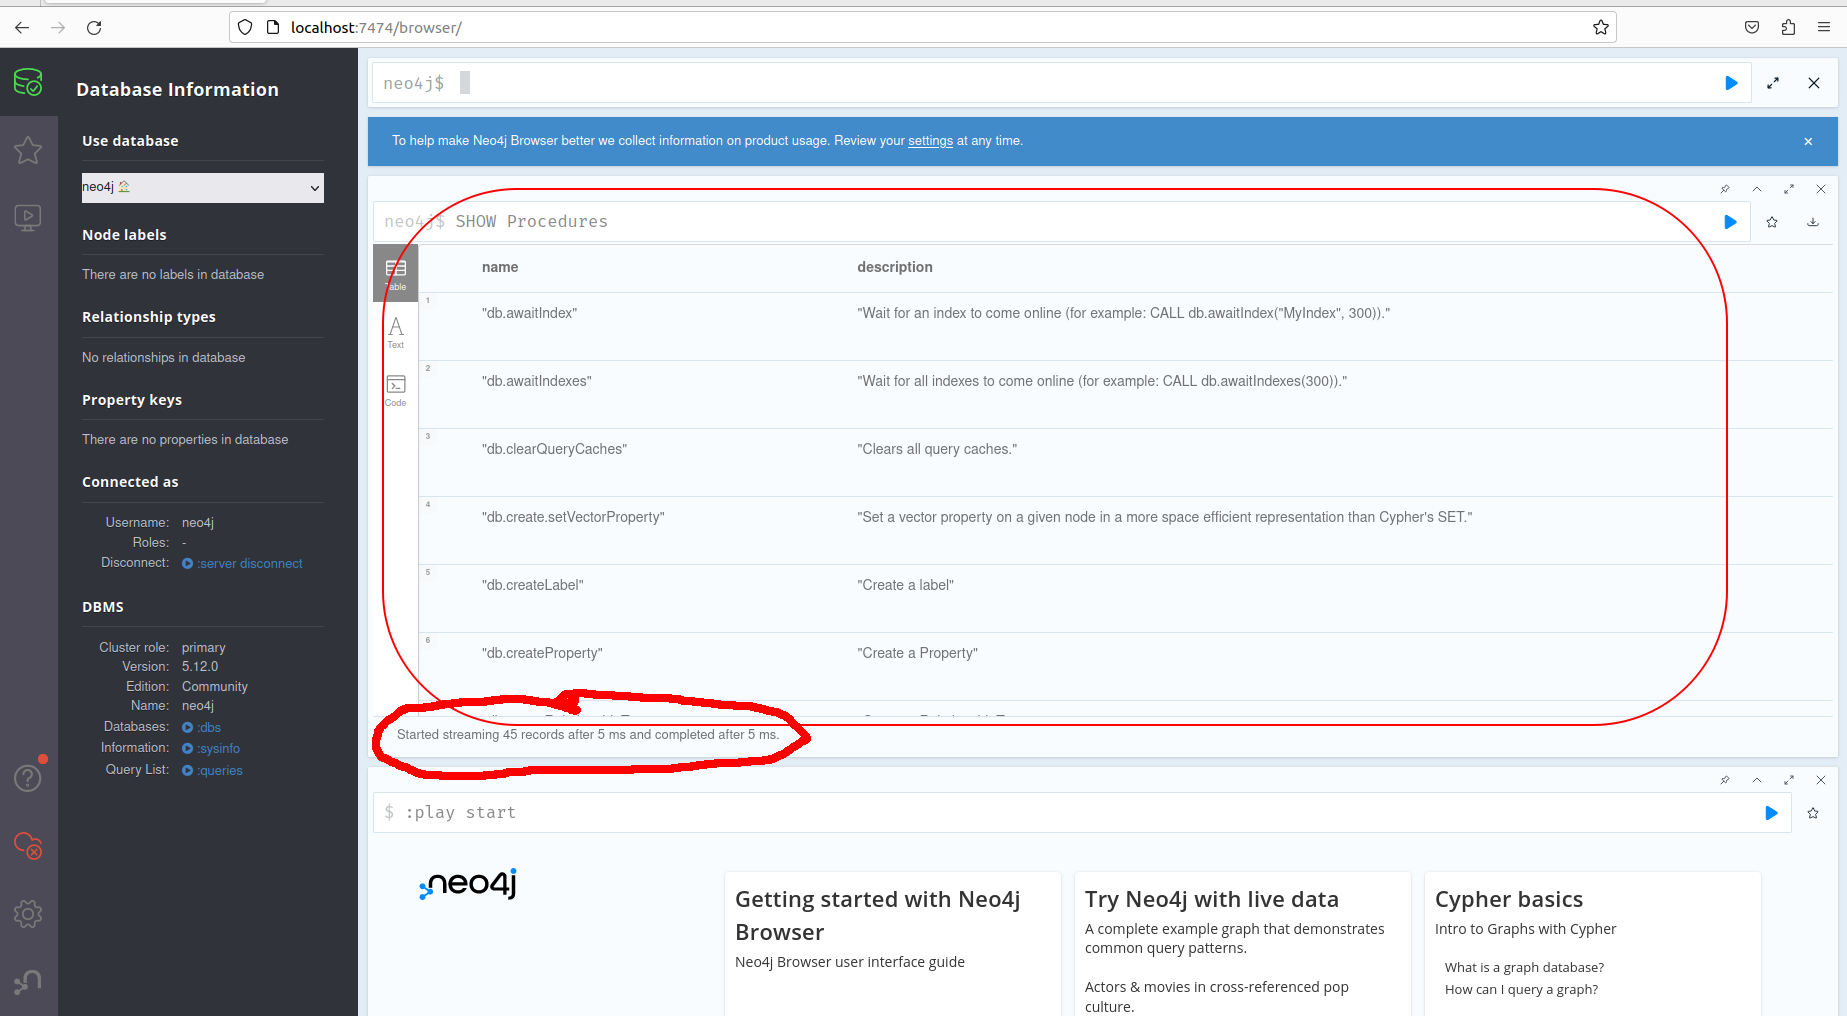 localhost:7474/browser/
Database Information
Use database
neo4j
Node labels
There are no labels in database
Relationship types
No relationships in database
Property keys
There are no properties in database
Connected as
Username: neo4j
Roles: -
Disconnect: :server disconnect
DBMS
Cluster role: primary
Version: 5.12.0
Edition: Community
Name: neo4j
Databases: :dbs
Information: :sysinfo
Query List: :queries
neo4j$
To help make Neo4j Browser better we collect information on product usage. Review your settings at any time.
neo4j$ SHOW Procedures
Table
Text
Code
name description
1 "db.awaitIndex" "Wait for an index to come online (for example: CALL db.awaitIndex("MyIndex", 300))."
2 "db.awaitIndexes" "Wait for all indexes to come online (for example: CALL db.awaitIndexes(300))."
3 "db.clearQueryCaches" "Clears all query caches."
4 "db.create.setVectorProperty" "Set a vector property on a given node in a more space efficient representation than Cypher's SET."
5 "db.createLabel" "Create a label"
6 "db.createProperty" "Create a Property"
Started streaming 45 records after 5 ms and completed after 5 ms.
$ :play start
neo4j
Getting started with Neo4j
Browser
Neo4j Browser user interface guide
Try Neo4j with live data
A complete example graph that demonstrates
common query patterns.
Actors & movies in cross-referenced pop
culture.
Cypher basics
Intro to Graphs with Cypher
What is a graph database?
How can I query a graph?